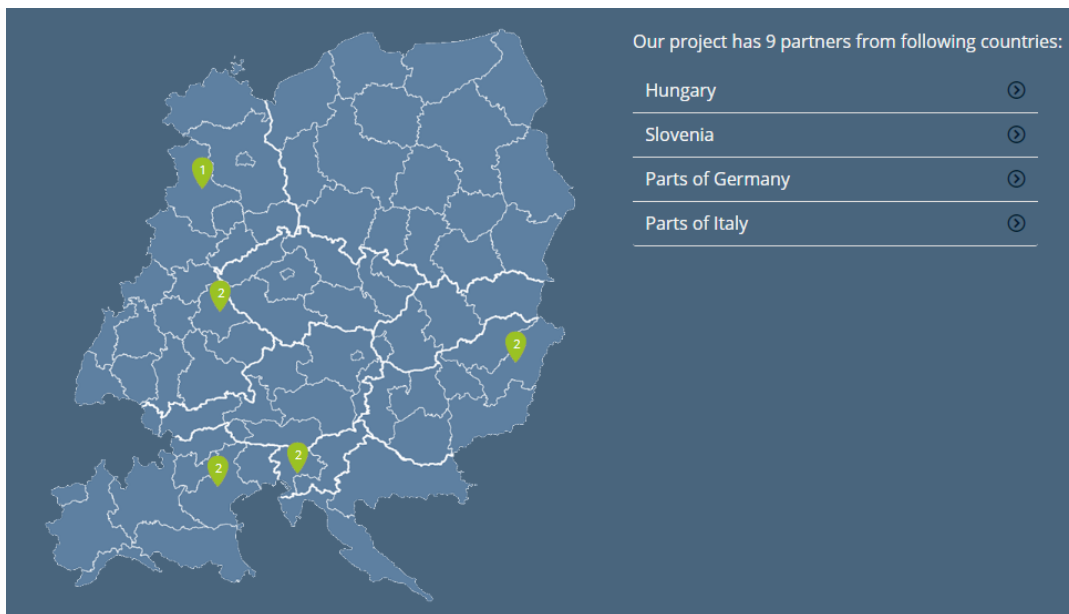 Our project has 9 partners from following countries:
Hungary
Slovenia
Parts of Germany
Parts of Italy
1
2
2
2
2